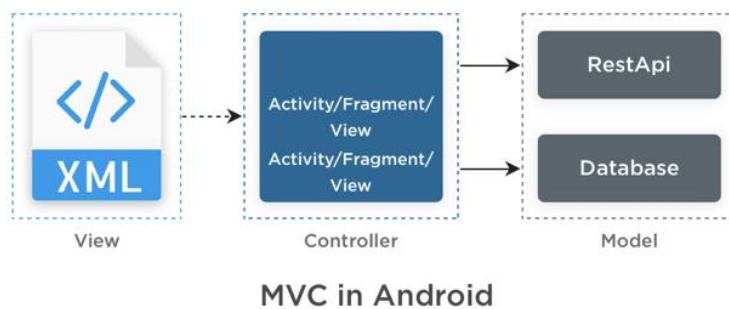 </>
XML
View
Activity/Fragment/
View
Activity/Fragment/
View
Controller
RestApi
Database
Model
MVC in Android